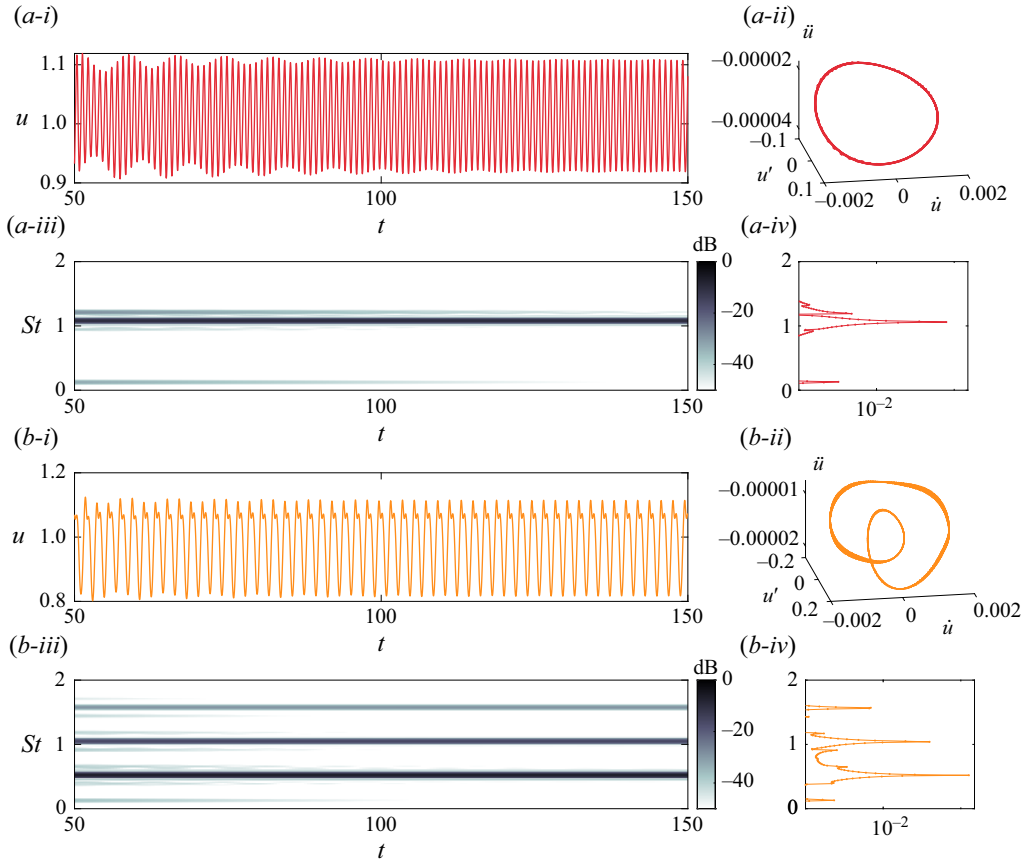 (a-i)
1.1
1.0
0.9
u
50
100
150
t
(a-ii)
ü
−0.00002
−0.00004
−0.1
0
0.1
u′
−0.002
0
0.002
u̇
(a-iii)
2
1
0
St
50
100
150
t
dB
0
−20
−40
(a-iv)
2
1
0
10⁻²
(b-i)
1.2
1.0
0.8
u
50
100
150
t
(b-ii)
ü
−0.00001
−0.00002
−0.2
0
0.2
u′
−0.002
0
0.002
u̇
(b-iii)
2
1
0
St
50
100
150
t
dB
0
−20
−40
(b-iv)
2
1
0
10⁻²